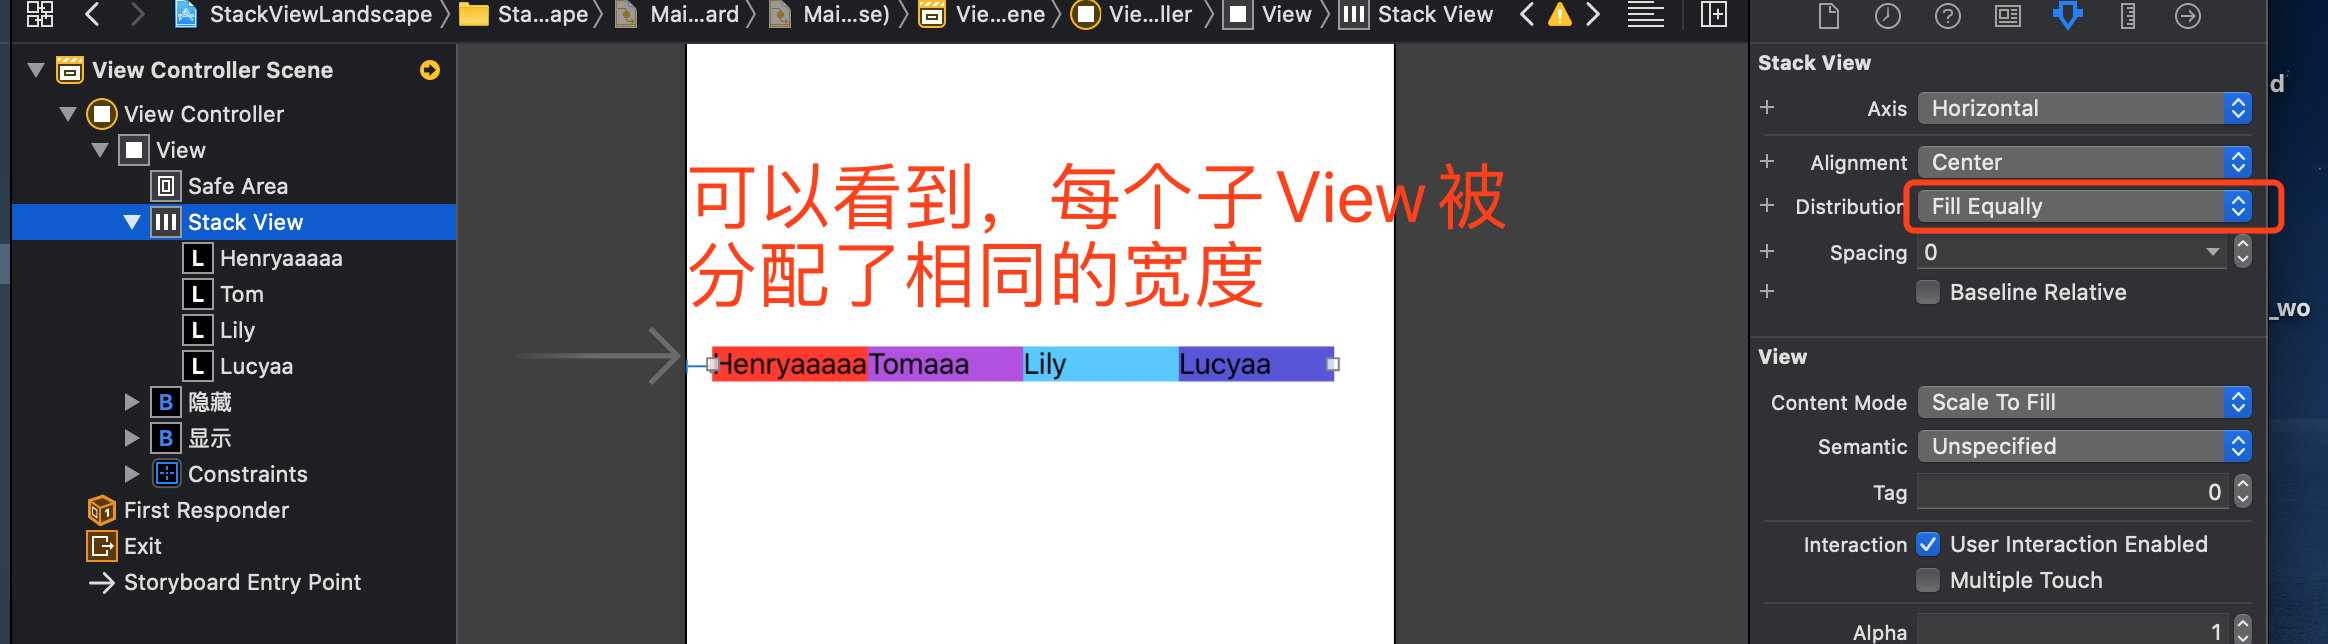 StackViewLandscape
Sta...ape
Mai...ard
Mai...se)
Vie...ene
Vie...ller
View
Stack View
View Controller Scene
View Controller
View
Safe Area
Stack View
L Henryaaaaa
L Tom
L Lily
L Lucyaa
B 隐藏
B 显示
Constraints
First Responder
Exit
Storyboard Entry Point
可以看到，每个子View被
分配了相同的宽度
Henryaaaaa Tomaaa Lily Lucyaa
Stack View
Axis Horizontal
Alignment Center
Distribution Fill Equally
Spacing 0
Baseline Relative
View
Content Mode Scale To Fill
Semantic Unspecified
Tag 0
Interaction User Interaction Enabled
Multiple Touch
Alpha 1
d
_wo